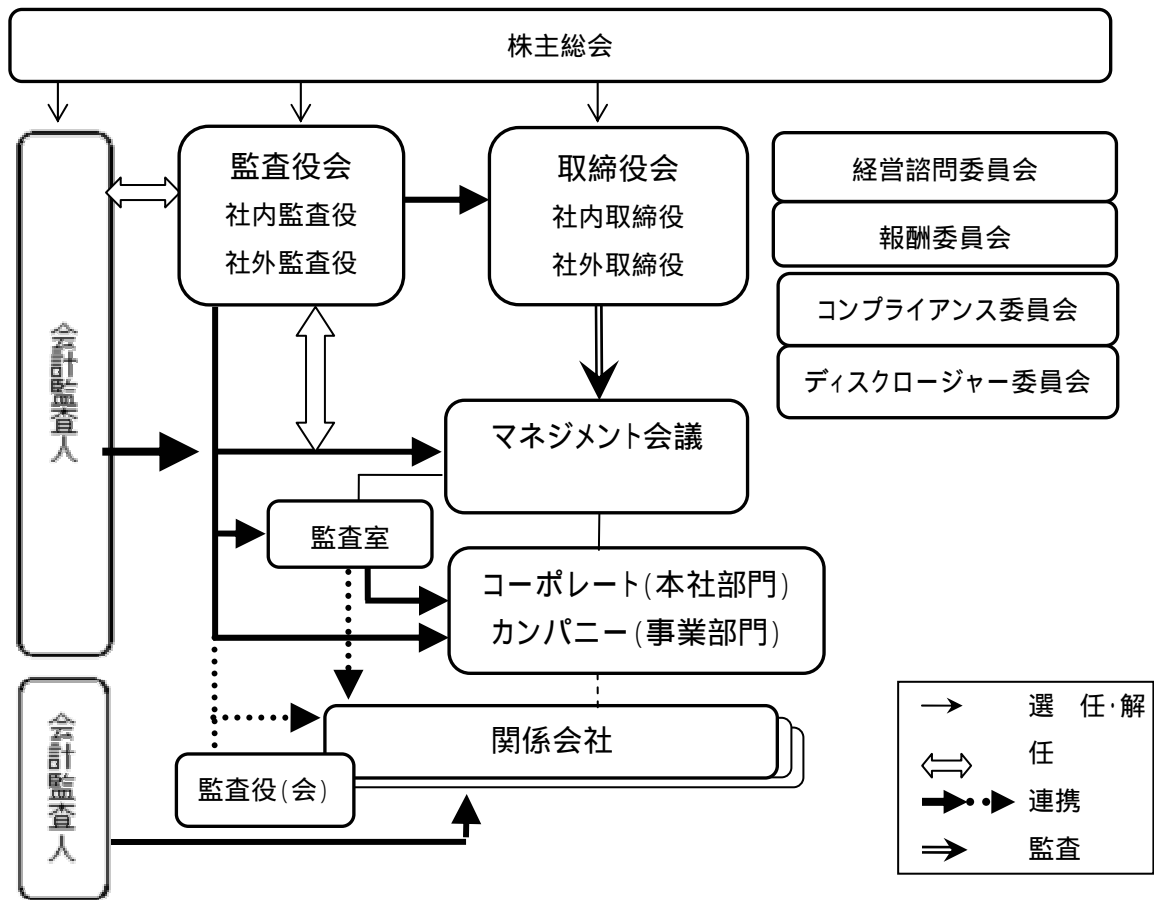 株主総会
会計監査人
監査役会
社内監査役
社外監査役
取締役会
社内取締役
社外取締役
経営諮問委員会
報酬委員会
コンプライアンス委員会
ディスクロージャー委員会
マネジメント会議
監査室
コーポレート(本社部門)
カンパニー(事業部門)
関係会社
監査役(会)
会計監査人
選　任・解
任
連携
監査